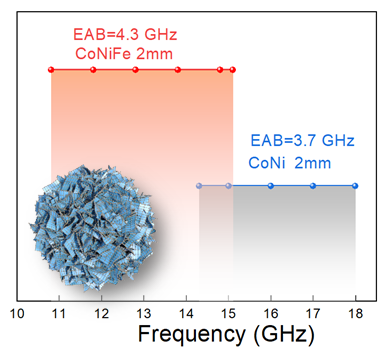 EAB=4.3 GHz
CoNiFe 2mm
EAB=3.7 GHz
CoNi 2mm
10 11 12 13 14 15 16 17 18
Frequency (GHz)